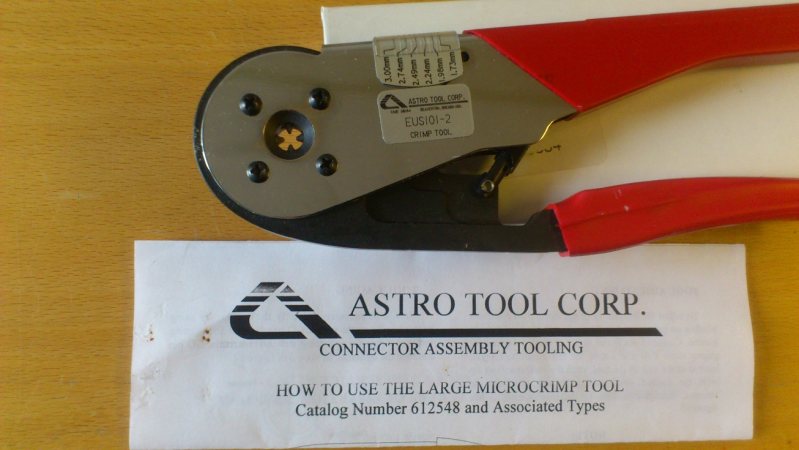 3.00mm
2.74mm
2.49mm
2.24mm
1.98mm
1.73mm
ASTRO TOOL CORP.
EUS101-2
CRIMP TOOL
ASTRO TOOL CORP.
CONNECTOR ASSEMBLY TOOLING
HOW TO USE THE LARGE MICROCRIMP TOOL
Catalog Number 612548 and Associated Types